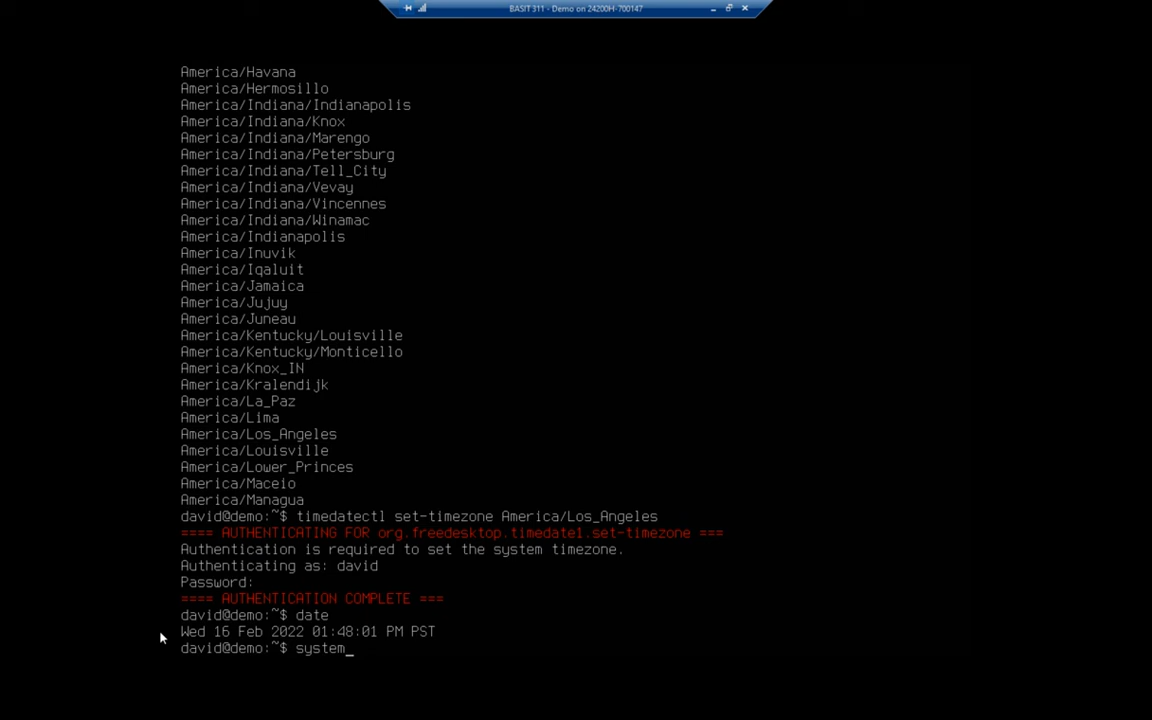 BASIT 311 - Demo on 24200H-700147
America/Havana
America/Hermosillo
America/Indiana/Indianapolis
America/Indiana/Knox
America/Indiana/Marengo
America/Indiana/Petersburg
America/Indiana/Tell_City
America/Indiana/Vevay
America/Indiana/Vincennes
America/Indiana/Winamac
America/Indianapolis
America/Inuvik
America/Iqaluit
America/Jamaica
America/Jujuy
America/Juneau
America/Kentucky/Louisville
America/Kentucky/Monticello
America/Knox_IN
America/Kralendijk
America/La_Paz
America/Lima
America/Los_Angeles
America/Louisville
America/Lower_Princes
America/Maceio
America/Managua
david@demo:~$ timedatectl set-timezone America/Los_Angeles
==== AUTHENTICATING FOR org.freedesktop.timedate1.set-timezone ===
Authentication is required to set the system timezone.
Authenticating as: david
Password:
==== AUTHENTICATION COMPLETE ===
david@demo:~$ date
Wed 16 Feb 2022 01:48:01 PM PST
david@demo:~$ system_